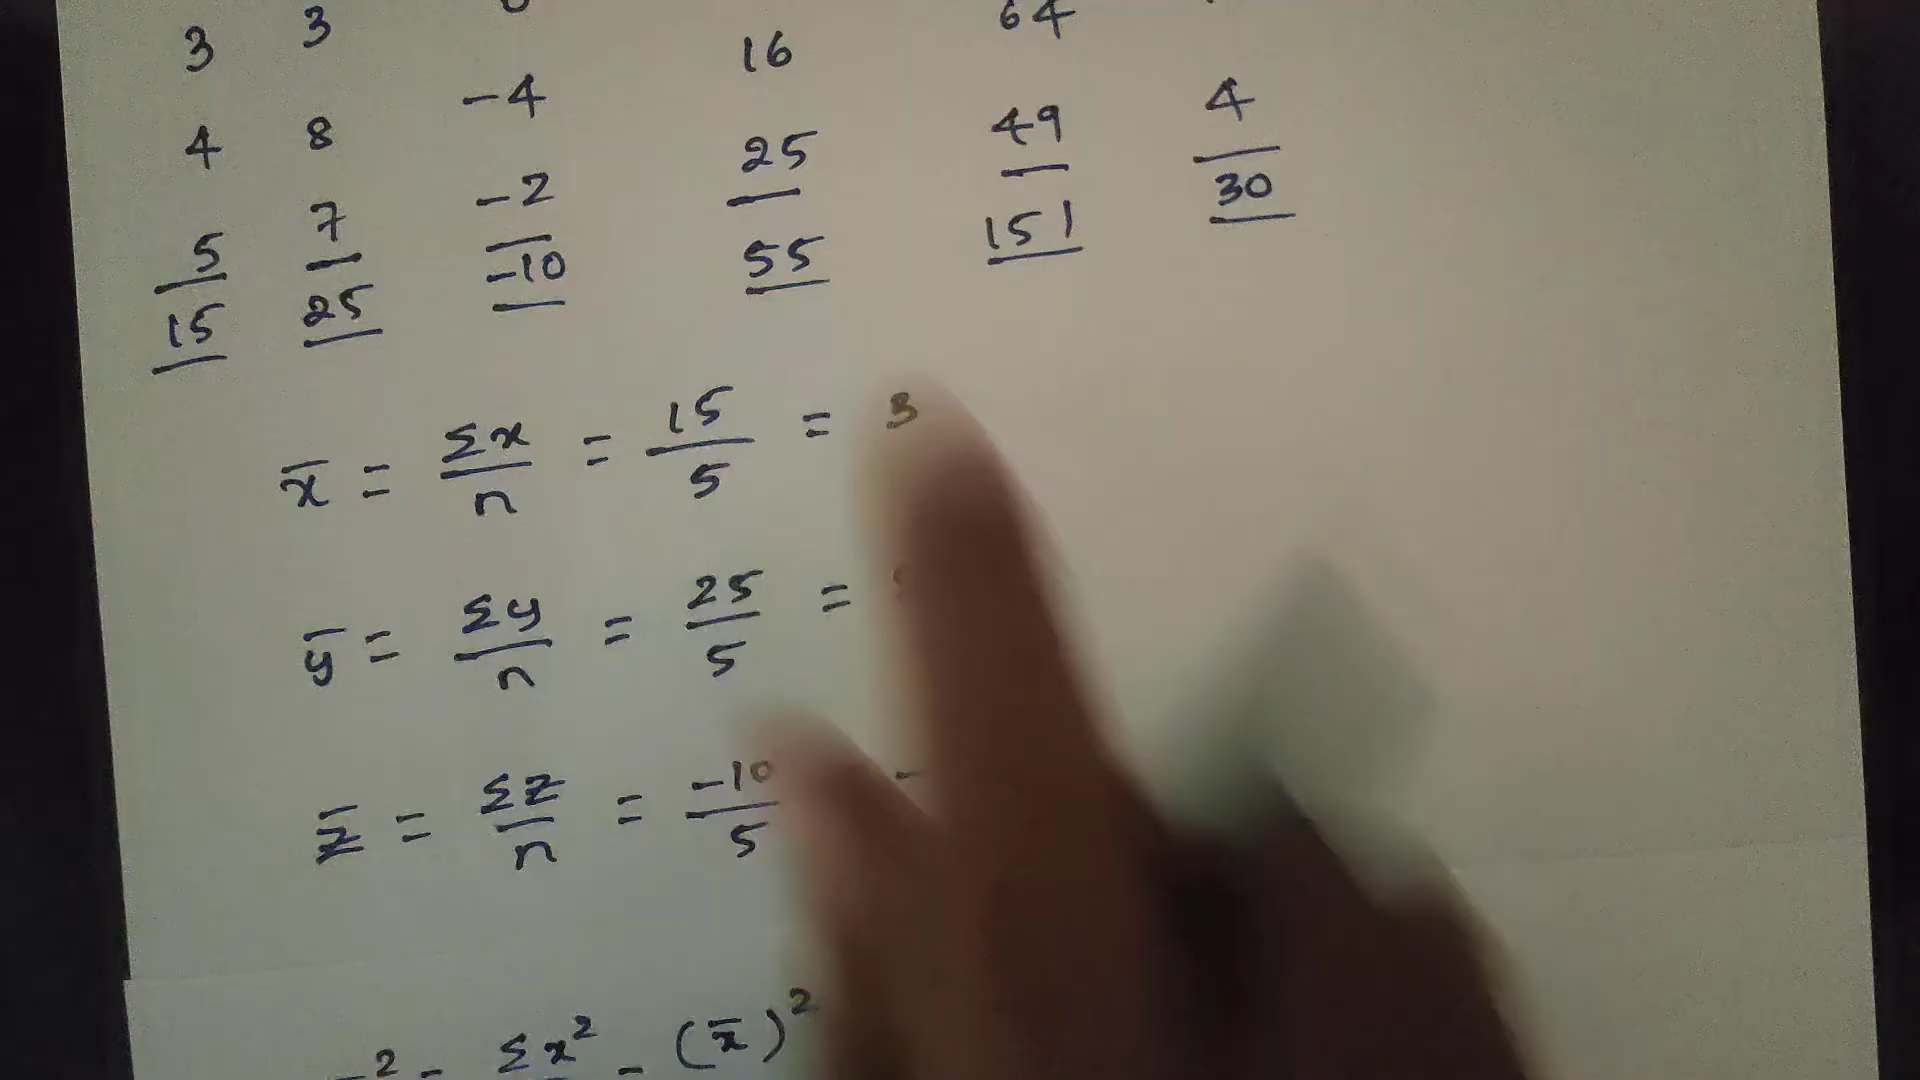 3 3 16 64
4 8 -4 25 49 4
5 7 -2 55 151 30
15 25 -10
x̄ = Σx/n = 15/5 = 3
ȳ = Σy/n = 25/5 =
z̄ = Σz/n = -10/5 -
2 = Σx² - (x̄)²